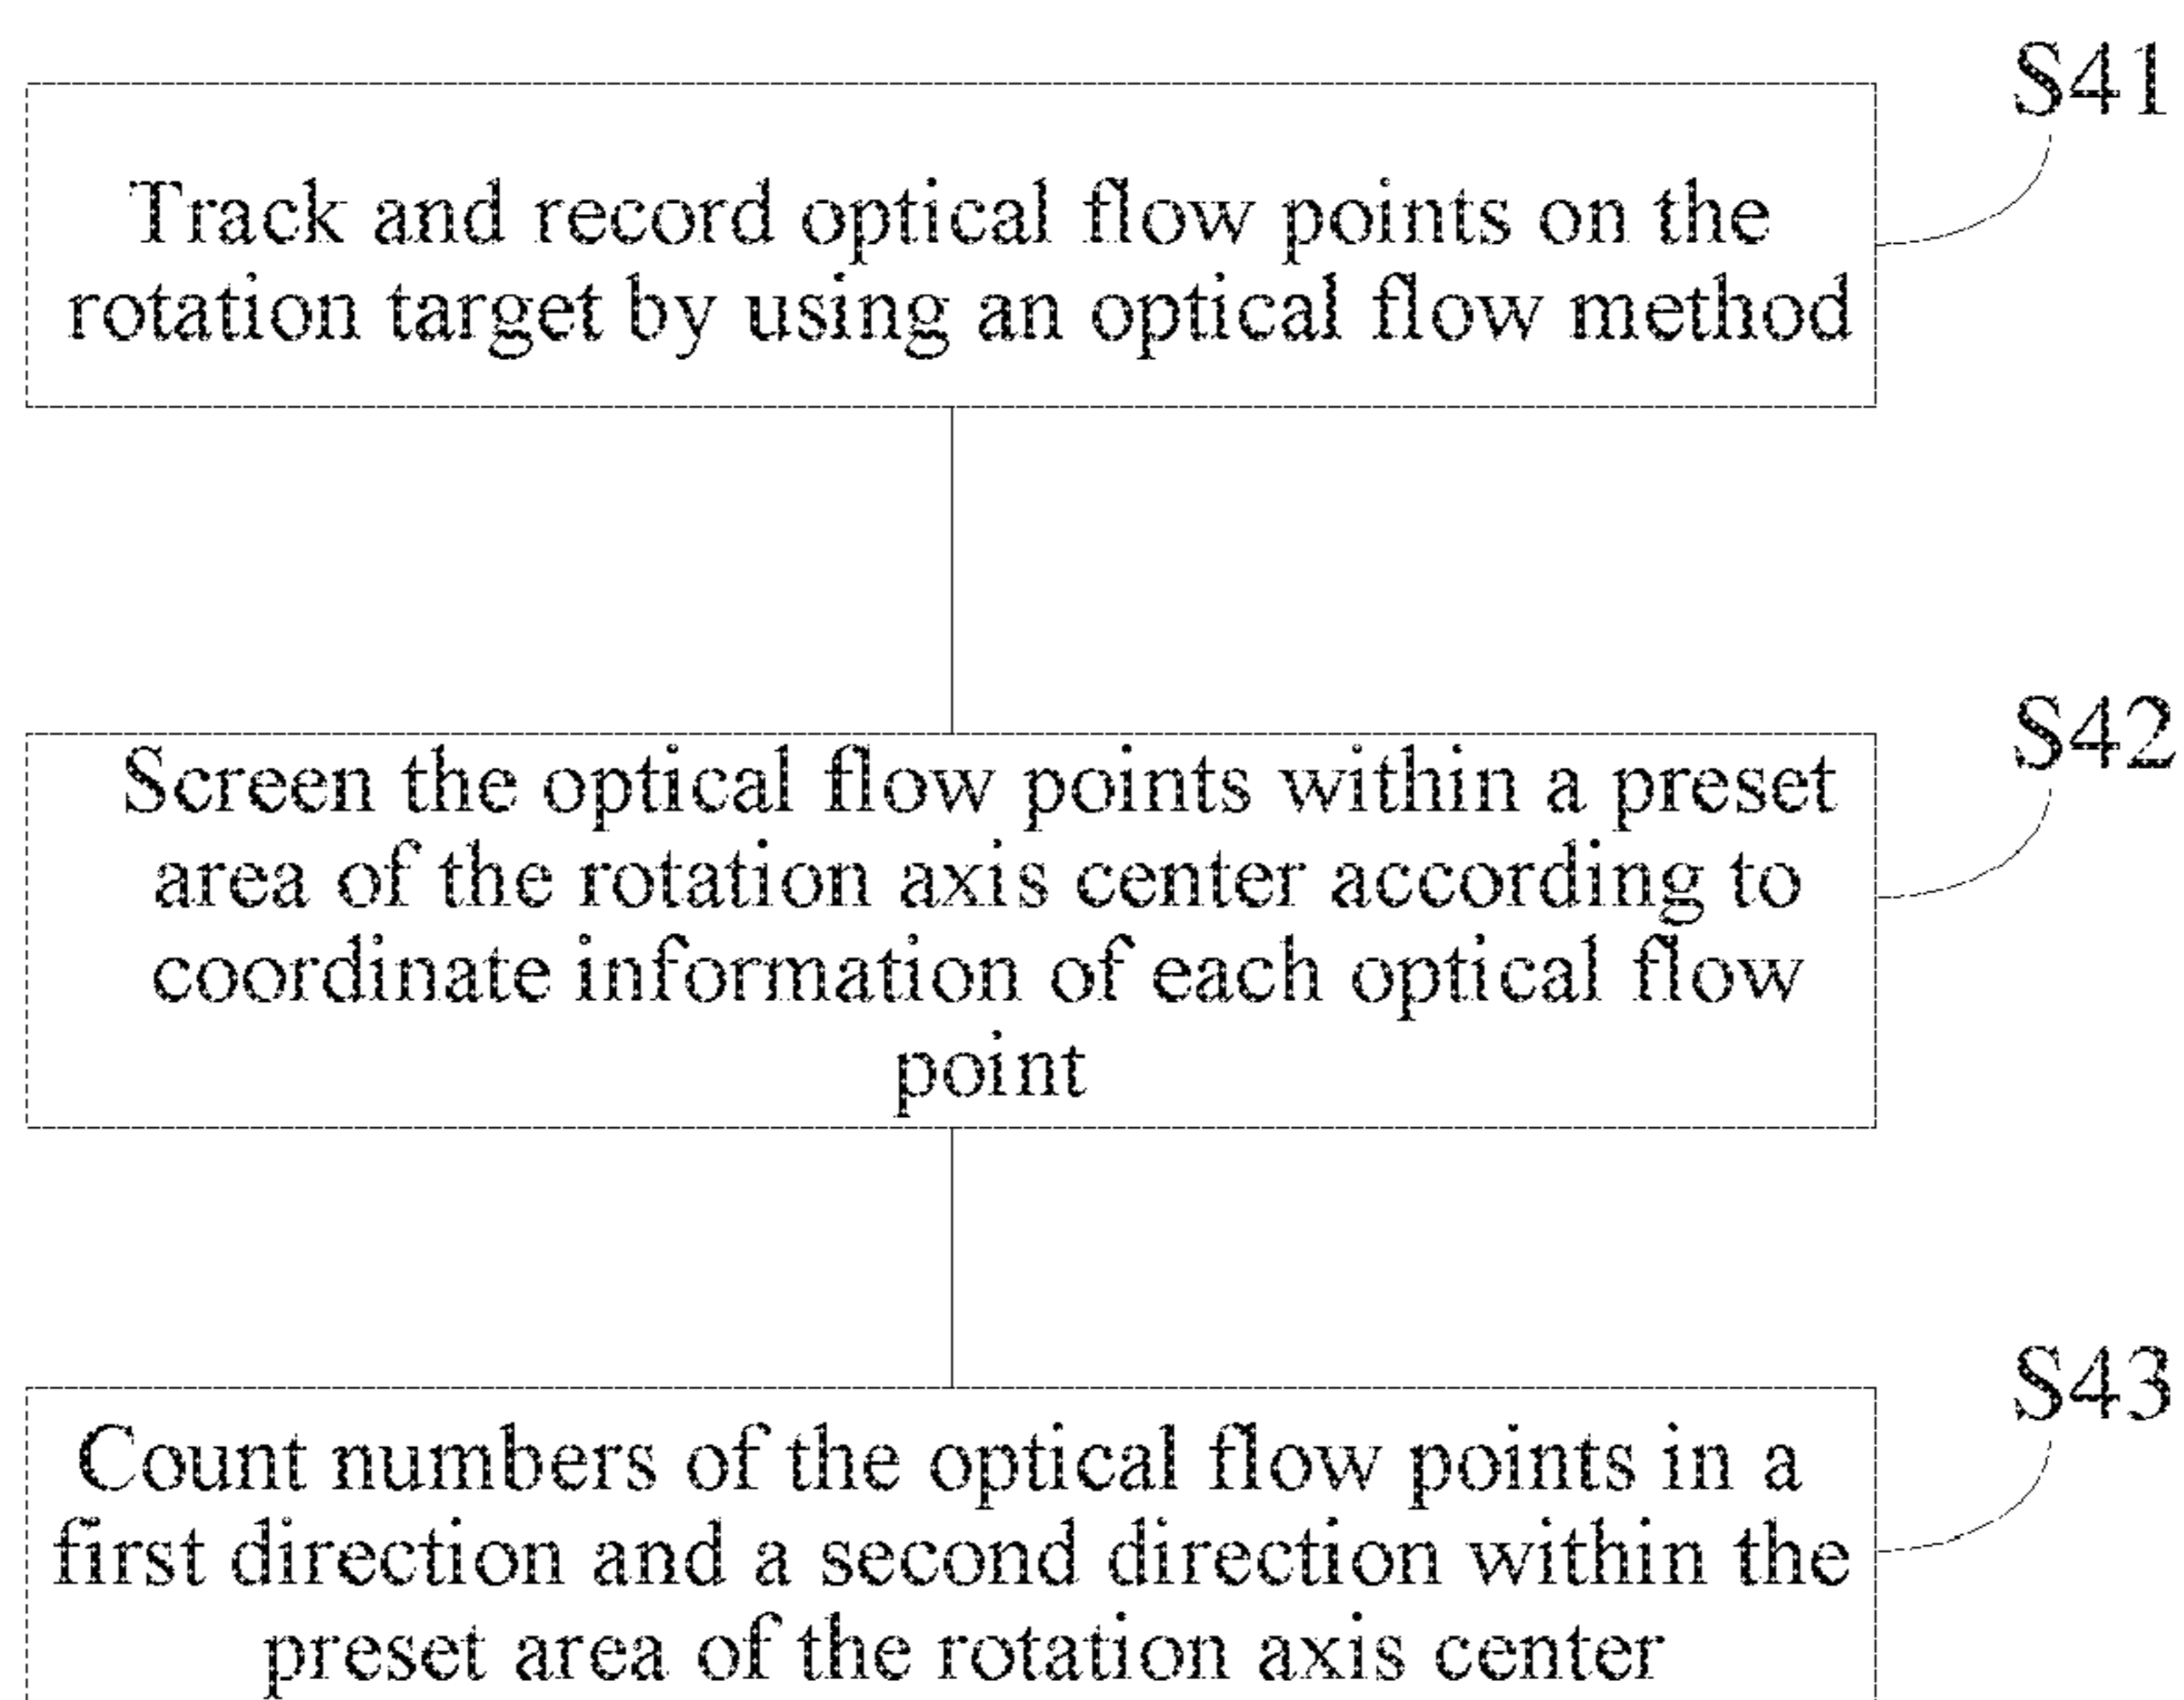 S41
Track and record optical flow points on the
rotation target by using an optical flow method
S42
Screen the optical flow points within a preset
area of the rotation axis center according to
coordinate information of each optical flow
point
S43
Count numbers of the optical flow points in a
first direction and a second direction within the
preset area of the rotation axis center